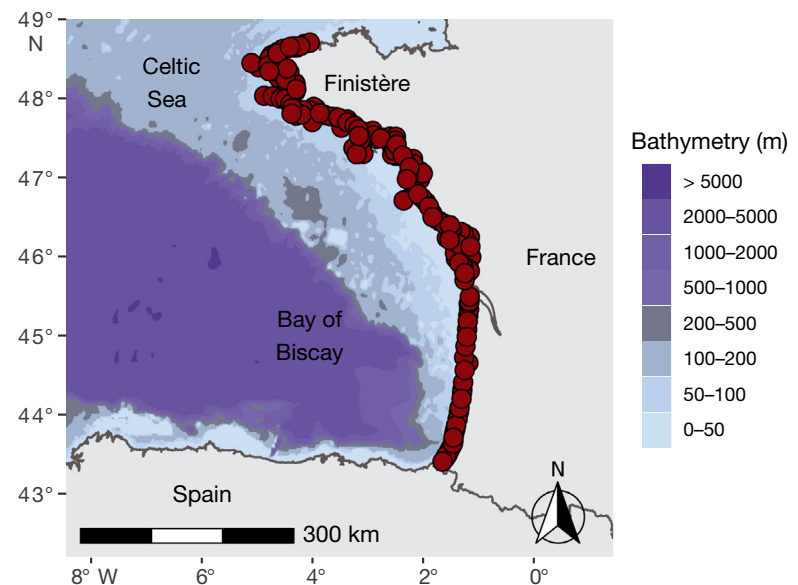 49°
N
48°
47°
46°
45°
44°
43°
8° W
6°
4°
2°
0°
Celtic
Sea
Finistère
France
Bay of
Biscay
Spain
300 km
N
Bathymetry (m)
> 5000
2000–5000
1000–2000
500–1000
200–500
100–200
50–100
0–50